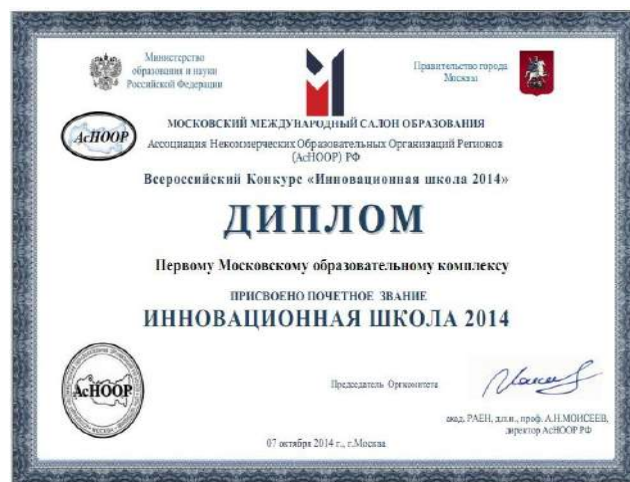 Министерство
образования и науки
Российской Федерации
Правительство города
Москва
АсНООР
МОСКОВСКИЙ МЕЖДУНАРОДНЫЙ САЛОН ОБРАЗОВАНИЯ
Ассоциация Некоммерческих Образовательных Организаций Регионов
(АсНООР) РФ
Всероссийский Конкурс «Инновационная школа 2014»
ДИПЛОМ
Первому Московскому образовательному комплексу
ПРИСВОЕНО ПОЧЕТНОЕ ЗВАНИЕ
ИННОВАЦИОННАЯ ШКОЛА 2014
АсНООР
Председатель Оргкомитета
акад. РАЕН, д.п.н., проф. А.Н.МОИСЕЕВ,
директор АсНООР РФ
07 октября 2014 г., г.Москва